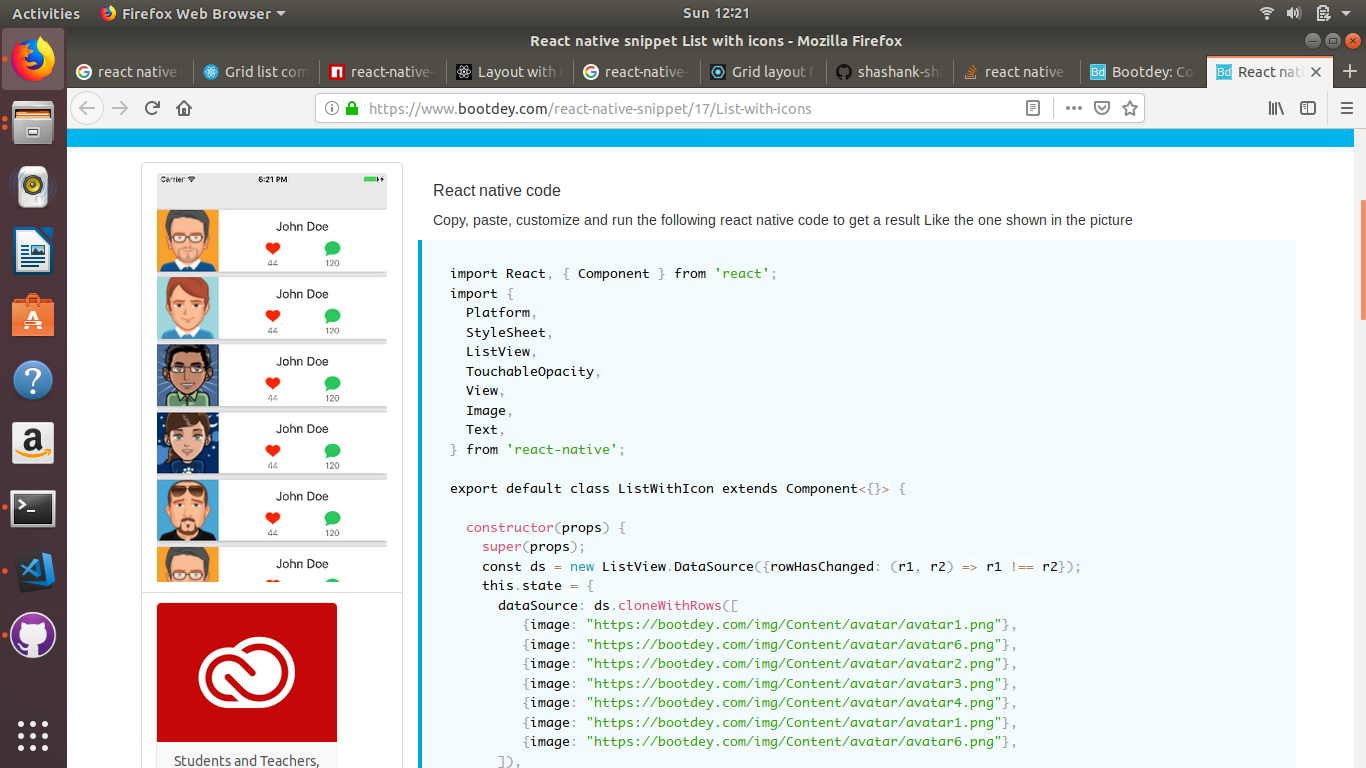 Activities
Firefox Web Browser
Sun 12:21
React native snippet List with icons - Mozilla Firefox
react native
Grid list com
react-native-
Layout with
react-native-
Grid layout f
shashank-sh
react native
Bootdey: Co
React nati
https://www.bootdey.com/react-native-snippet/17/List-with-icons
Carrier
6:21 PM
John Doe
44
120
John Doe
44
120
John Doe
44
120
John Doe
44
120
John Doe
44
120
John Doe
Students and Teachers,
React native code
Copy, paste, customize and run the following react native code to get a result Like the one shown in the picture
import React, { Component } from 'react';
import {
Platform,
StyleSheet,
ListView,
TouchableOpacity,
View,
Image,
Text,
} from 'react-native';
export default class ListWithIcon extends Component<{}> {
constructor(props) {
super(props);
const ds = new ListView.DataSource({rowHasChanged: (r1, r2) => r1 !== r2});
this.state = {
dataSource: ds.cloneWithRows([
{image: "https://bootdey.com/img/Content/avatar/avatar1.png"},
{image: "https://bootdey.com/img/Content/avatar/avatar6.png"},
{image: "https://bootdey.com/img/Content/avatar/avatar2.png"},
{image: "https://bootdey.com/img/Content/avatar/avatar3.png"},
{image: "https://bootdey.com/img/Content/avatar/avatar4.png"},
{image: "https://bootdey.com/img/Content/avatar/avatar1.png"},
{image: "https://bootdey.com/img/Content/avatar/avatar6.png"},
]),